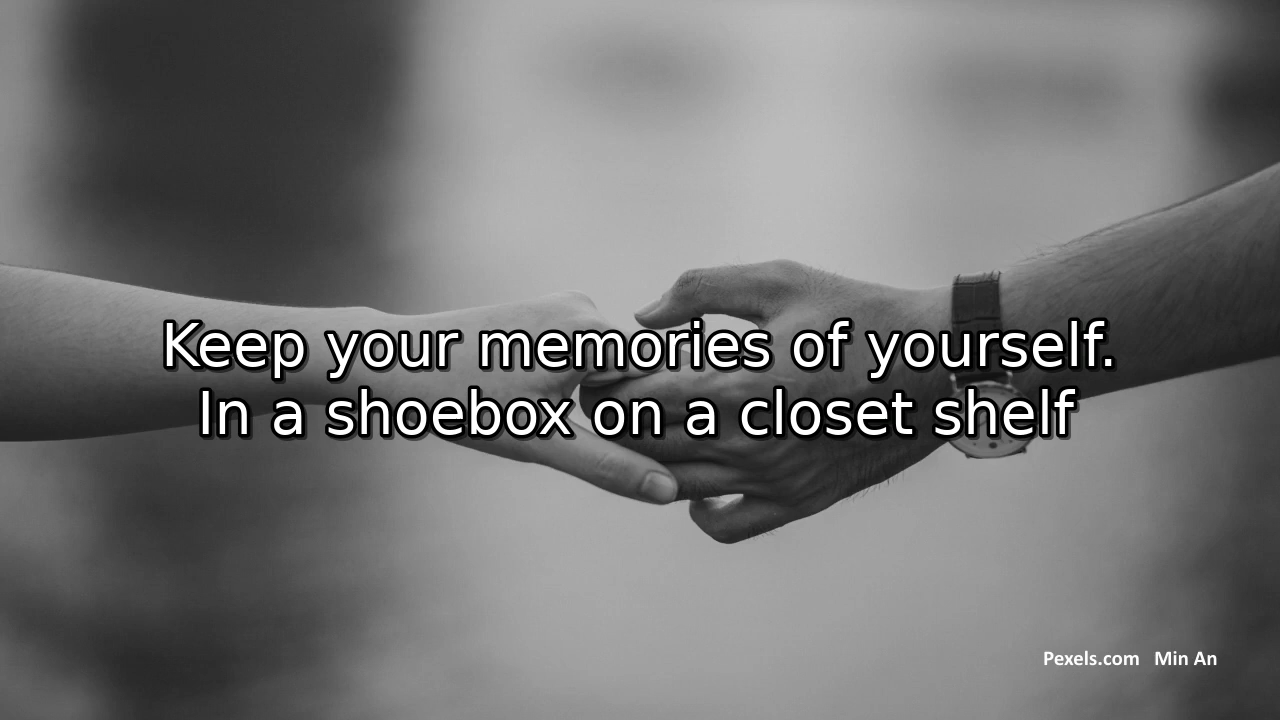 Keep your memories of yourself.
In a shoebox on a closet shelf
Pexels.com Min An